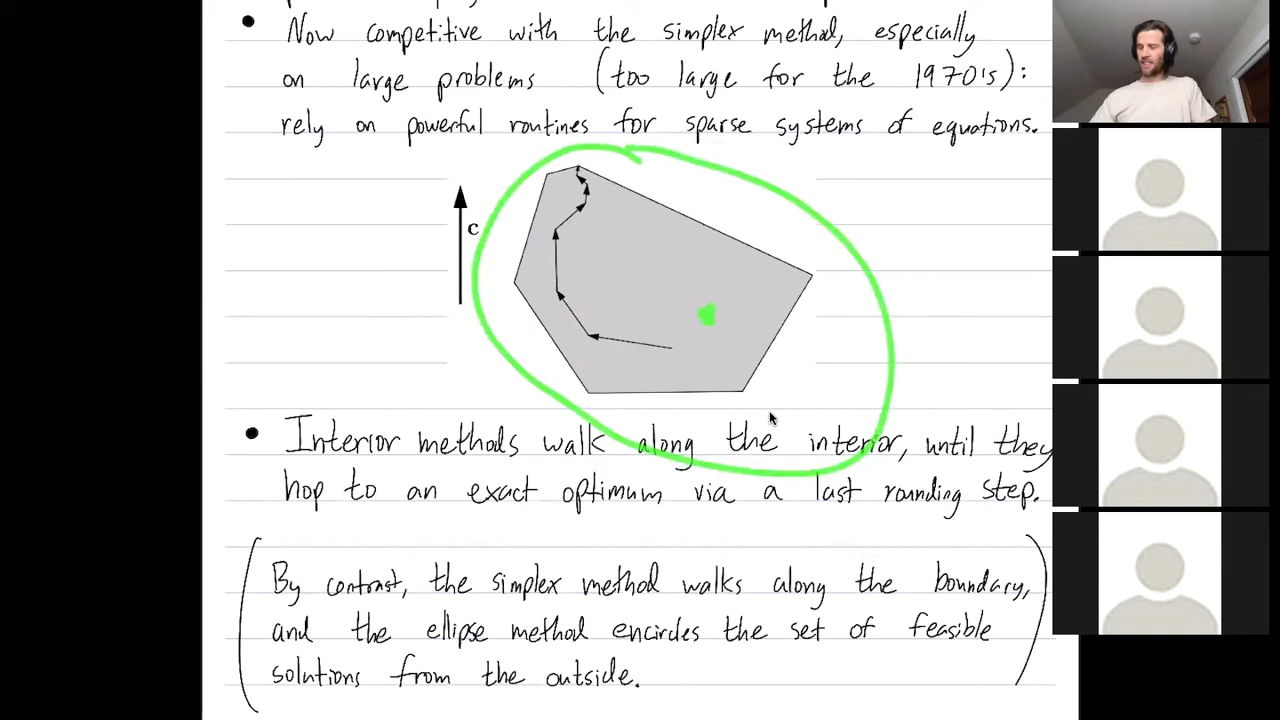 • Now competitive with the simplex method, especially
on large problems (too large for the 1970's):
rely on powerful routines for sparse systems of equations.
c
• Interior methods walk along the interior, until they
hop to an exact optimum via a last rounding step.
(By contrast, the simplex method walks along the boundary,
and the ellipse method encircles the set of feasible
solutions from the outside.)